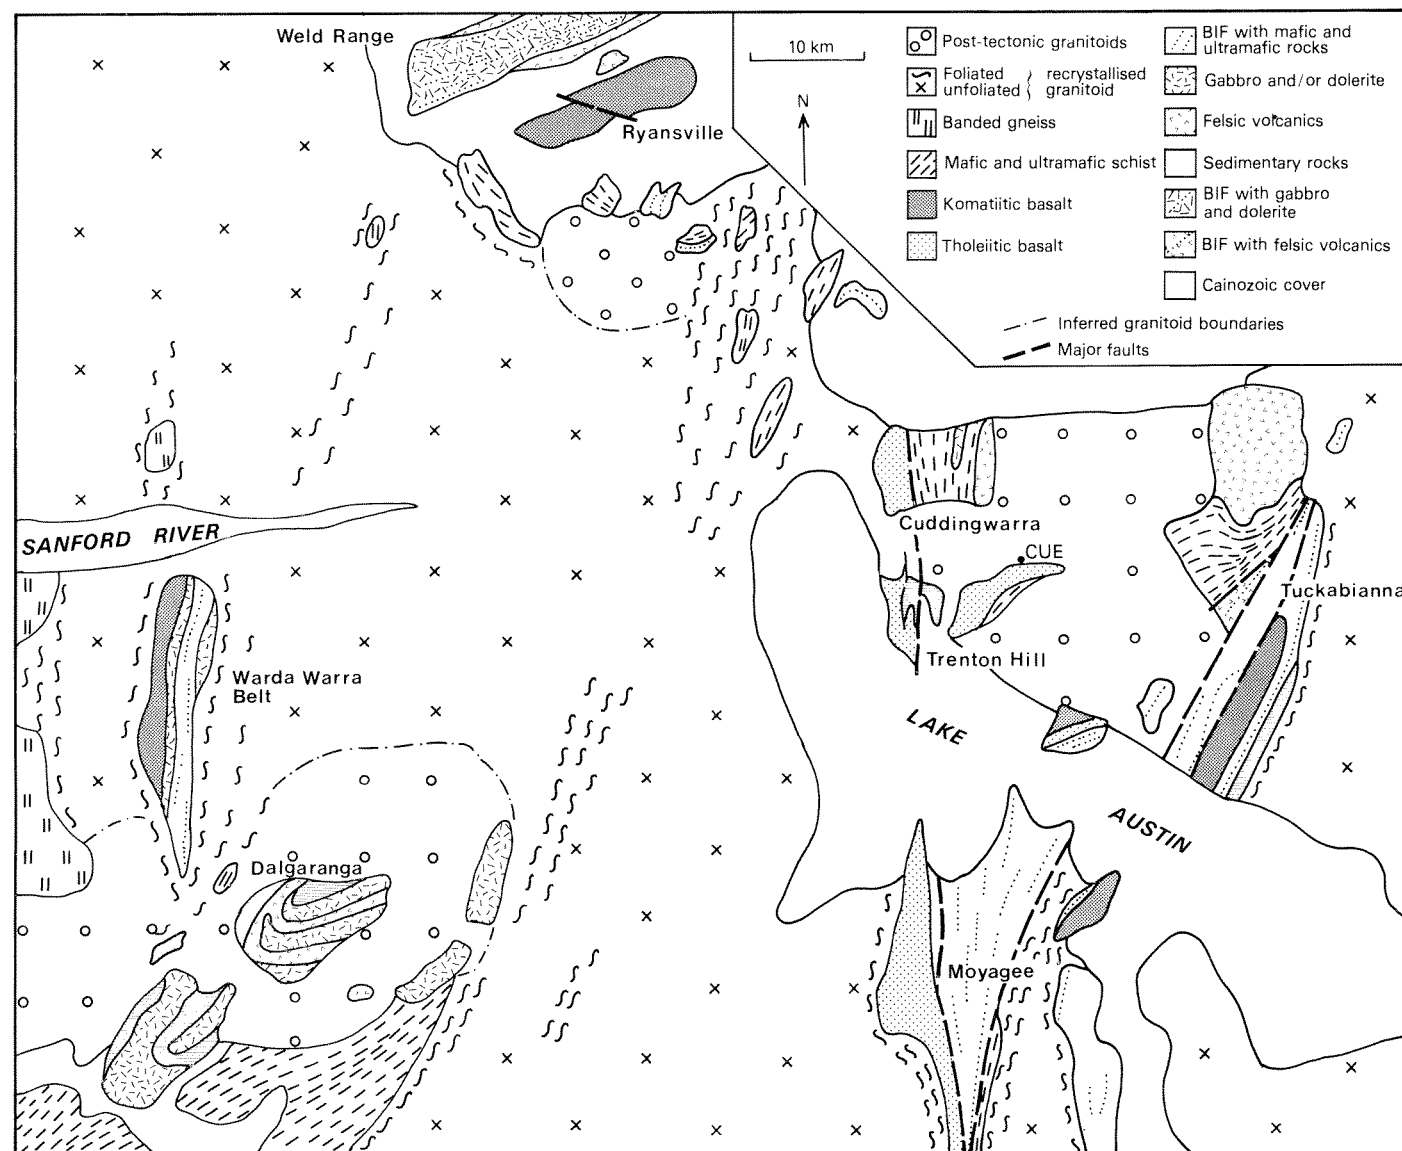 Weld Range
Ryansville
10 km
N
Post-tectonic granitoids
Foliated
unfoliated
recrystallised
granitoid
Banded gneiss
Mafic and ultramafic schist
Komatiitic basalt
Tholeiitic basalt
BIF with mafic and
ultramafic rocks
Gabbro and/or dolerite
Felsic volcanics
Sedimentary rocks
BIF with gabbro
and dolerite
BIF with felsic volcanics
Cainozoic cover
Inferred granitoid boundaries
Major faults
SANFORD RIVER
Cuddingwarra
CUE
Tuckabianna
Trenton Hill
Warda Warra
Belt
LAKE
AUSTIN
Dalgaranga
Moyagee